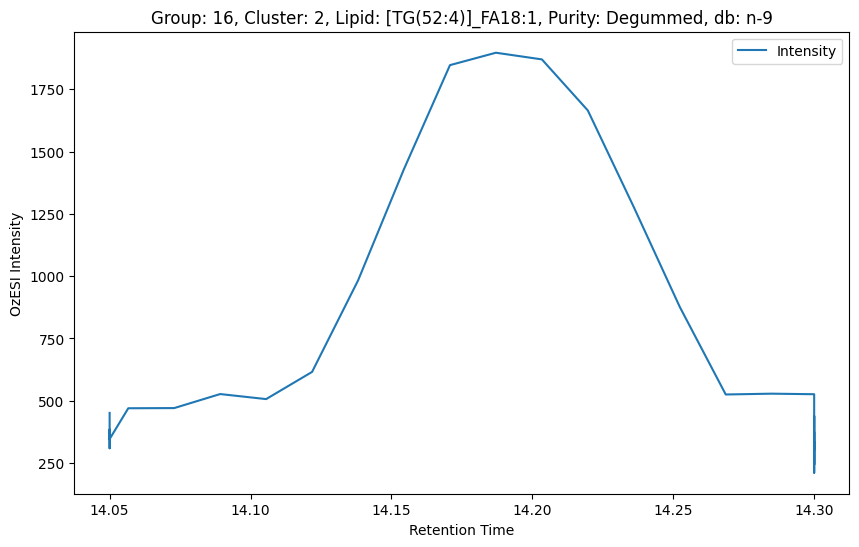 Group: 16, Cluster: 2, Lipid: [TG(52:4)]_FA18:1, Purity: Degummed, db: n-9
Intensity
1750
1500
1250
1000
750
500
250
OzESI Intensity
14.05 14.10 14.15 14.20 14.25 14.30
Retention Time